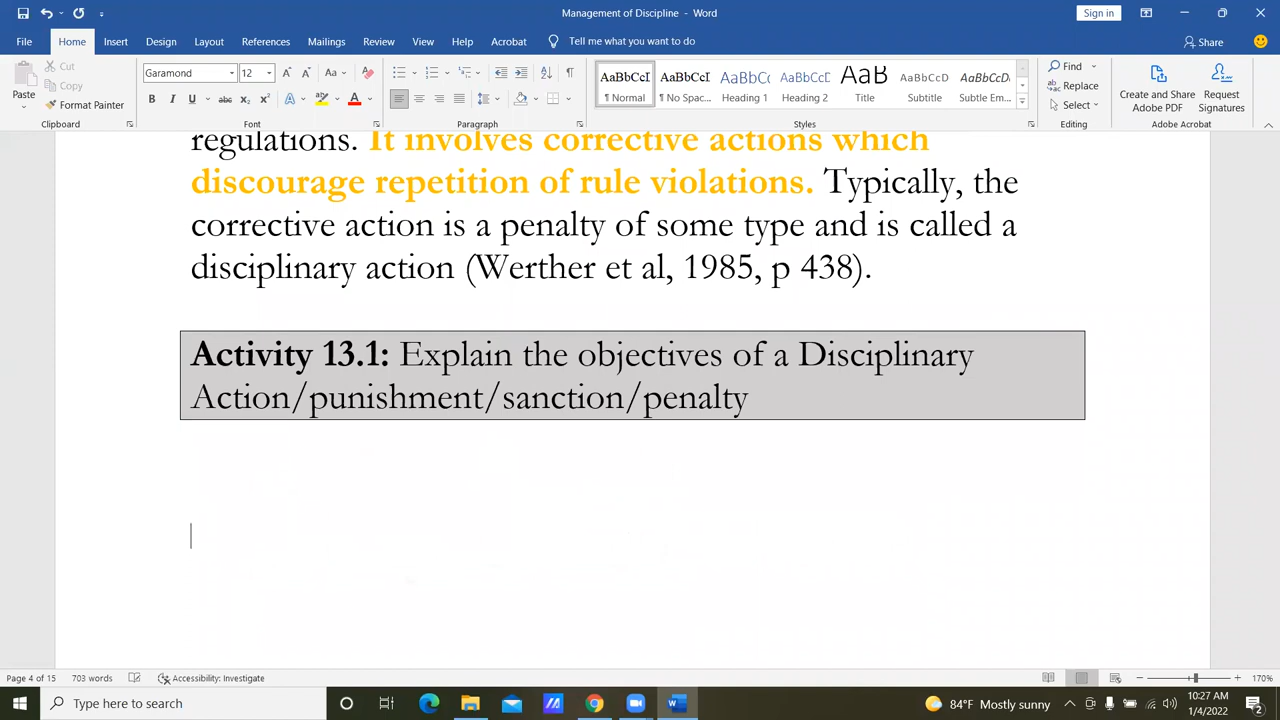 Management of Discipline - Word
Sign in
File Home Insert Design Layout References Mailings Review View Help Acrobat Tell me what you want to do Share
Paste
Cut
Copy
Format Painter
Clipboard
Garamond 12
Font
Paragraph
AaBbCcI AaBbCcI AaBbCc AaBbCcI AaB AaBbCcI AaBbCcI
¶ Normal ¶ No Spac... Heading 1 Heading 2 Title Subtitle Subtle Em...
Styles
Find
Replace
Select
Editing
Create and Share
Adobe PDF
Request
Signatures
Adobe Acrobat
regulations. It involves corrective actions which
discourage repetition of rule violations. Typically, the
corrective action is a penalty of some type and is called a
disciplinary action (Werther et al, 1985, p 438).
Activity 13.1: Explain the objectives of a Disciplinary
Action/punishment/sanction/penalty
Page 4 of 15 703 words Accessibility: Investigate 170%
Type here to search
84°F Mostly sunny
10:27 AM
1/4/2022
2